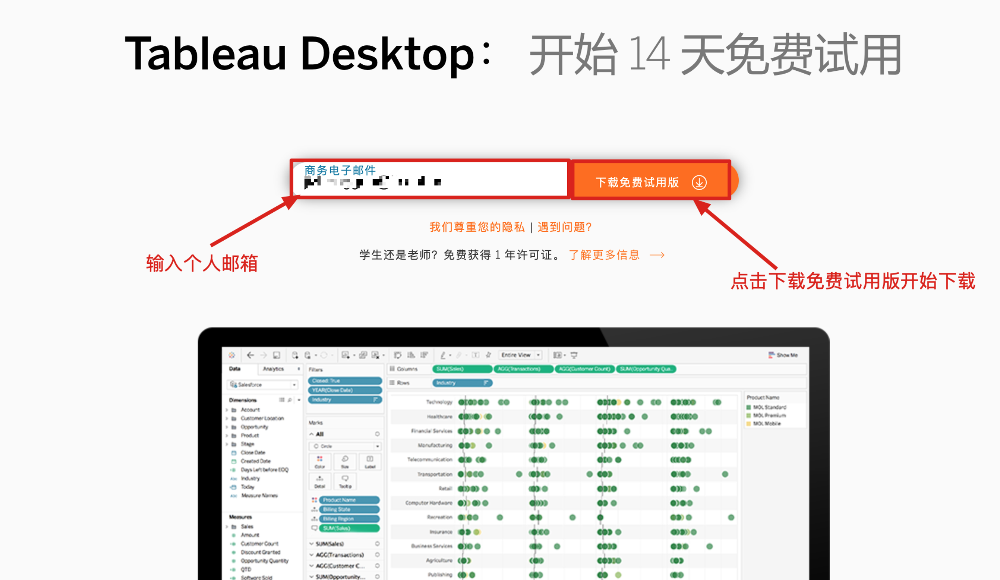 Tableau Desktop： 开始 14 天免费试用
商务电子邮件
下载免费试用版
我们尊重您的隐私 | 遇到问题?
输入个人邮箱
学生还是老师？免费获得 1 年许可证。 了解更多信息
点击下载免费试用版开始下载
Entire View
Show Me
Data
Analytics
Salesforce
Dimensions
Account
Customer Location
Opportunity
Product
Stage
Close Date
Created Date
Days Left before EOQ
Abc Industry
Today
Abc Measure Names
Measures
Sales
Amount
Customer Count
Discount Granted
Opportunity Quantity
QTD
Software Sold
Filters
Closed: True
YEAR(Close Date)
Industry
Marks
All
Circle
Color
Size
Label
Detail
Tooltip
Product Name
Billing State
Billing Region
SUM(Sales)
SUM(Sales)
AGG(Transactions)
AGG(Customer C...
SUM(Opportunity...
Columns
SUM(Sales)
AGG(Transactions)
AGG(Customer Count)
SUM(Opportunity Qua..
Rows
Industry
Technology
Healthcare
Financial Services
Manufacturing
Telecommunication
Transportation
Retail
Computer Hardware
Recreation
Insurance
Business Services
Agriculture
Publishing
Product Name
MOL Standard
MOL Premium
MOL Mobile